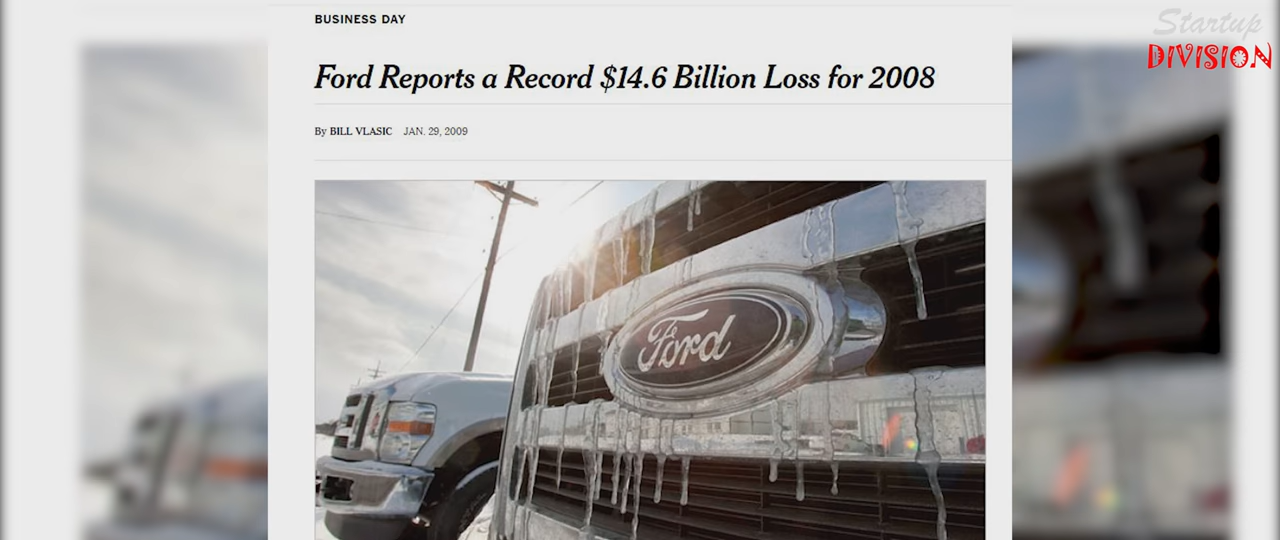 BUSINESS DAY
Startup
DIVISION
Ford Reports a Record $14.6 Billion Loss for 2008
By BILL VLASIC JAN. 29, 2009
Ford